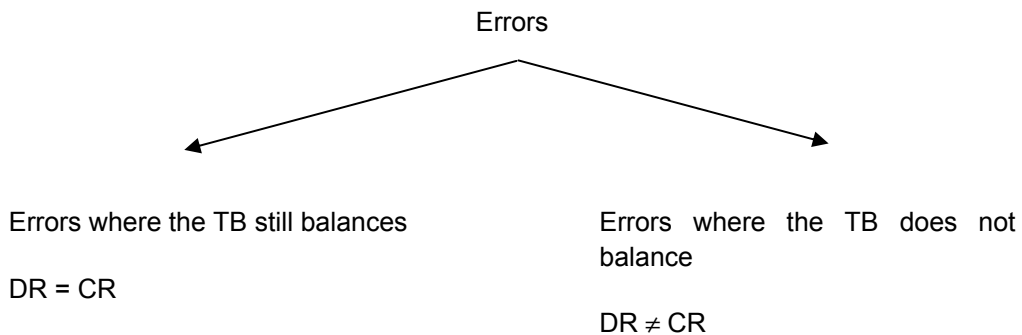 Errors
Errors where the TB still balances
DR = CR
Errors where the TB does not
balance
DR ≠ CR